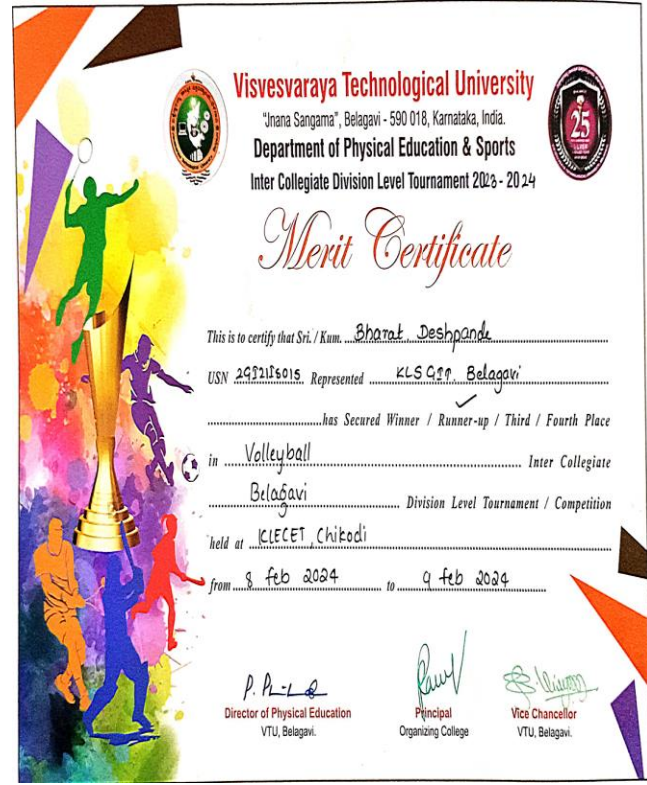 Visvesvaraya Technological University
"Jnana Sangama", Belagavi - 590 018, Karnataka, India.
Department of Physical Education & Sports
Inter Collegiate Division Level Tournament 2023 - 2024
25
Merit Certificate
This is to certify that Sri. / Kum. Bharat Deshpande
USN Represented KLS GIT. Belagavi
has Secured Winner / Runner-up / Third / Fourth Place
in Volleyball Inter Collegiate
Belagavi Division Level Tournament / Competition
held at KLECET, Chikodi
from 8 feb 2024 to 9 feb 2024
Director of Physical Education
VTU, Belagavi.
Principal
Organizing College
Vice Chancellor
VTU, Belagavi.